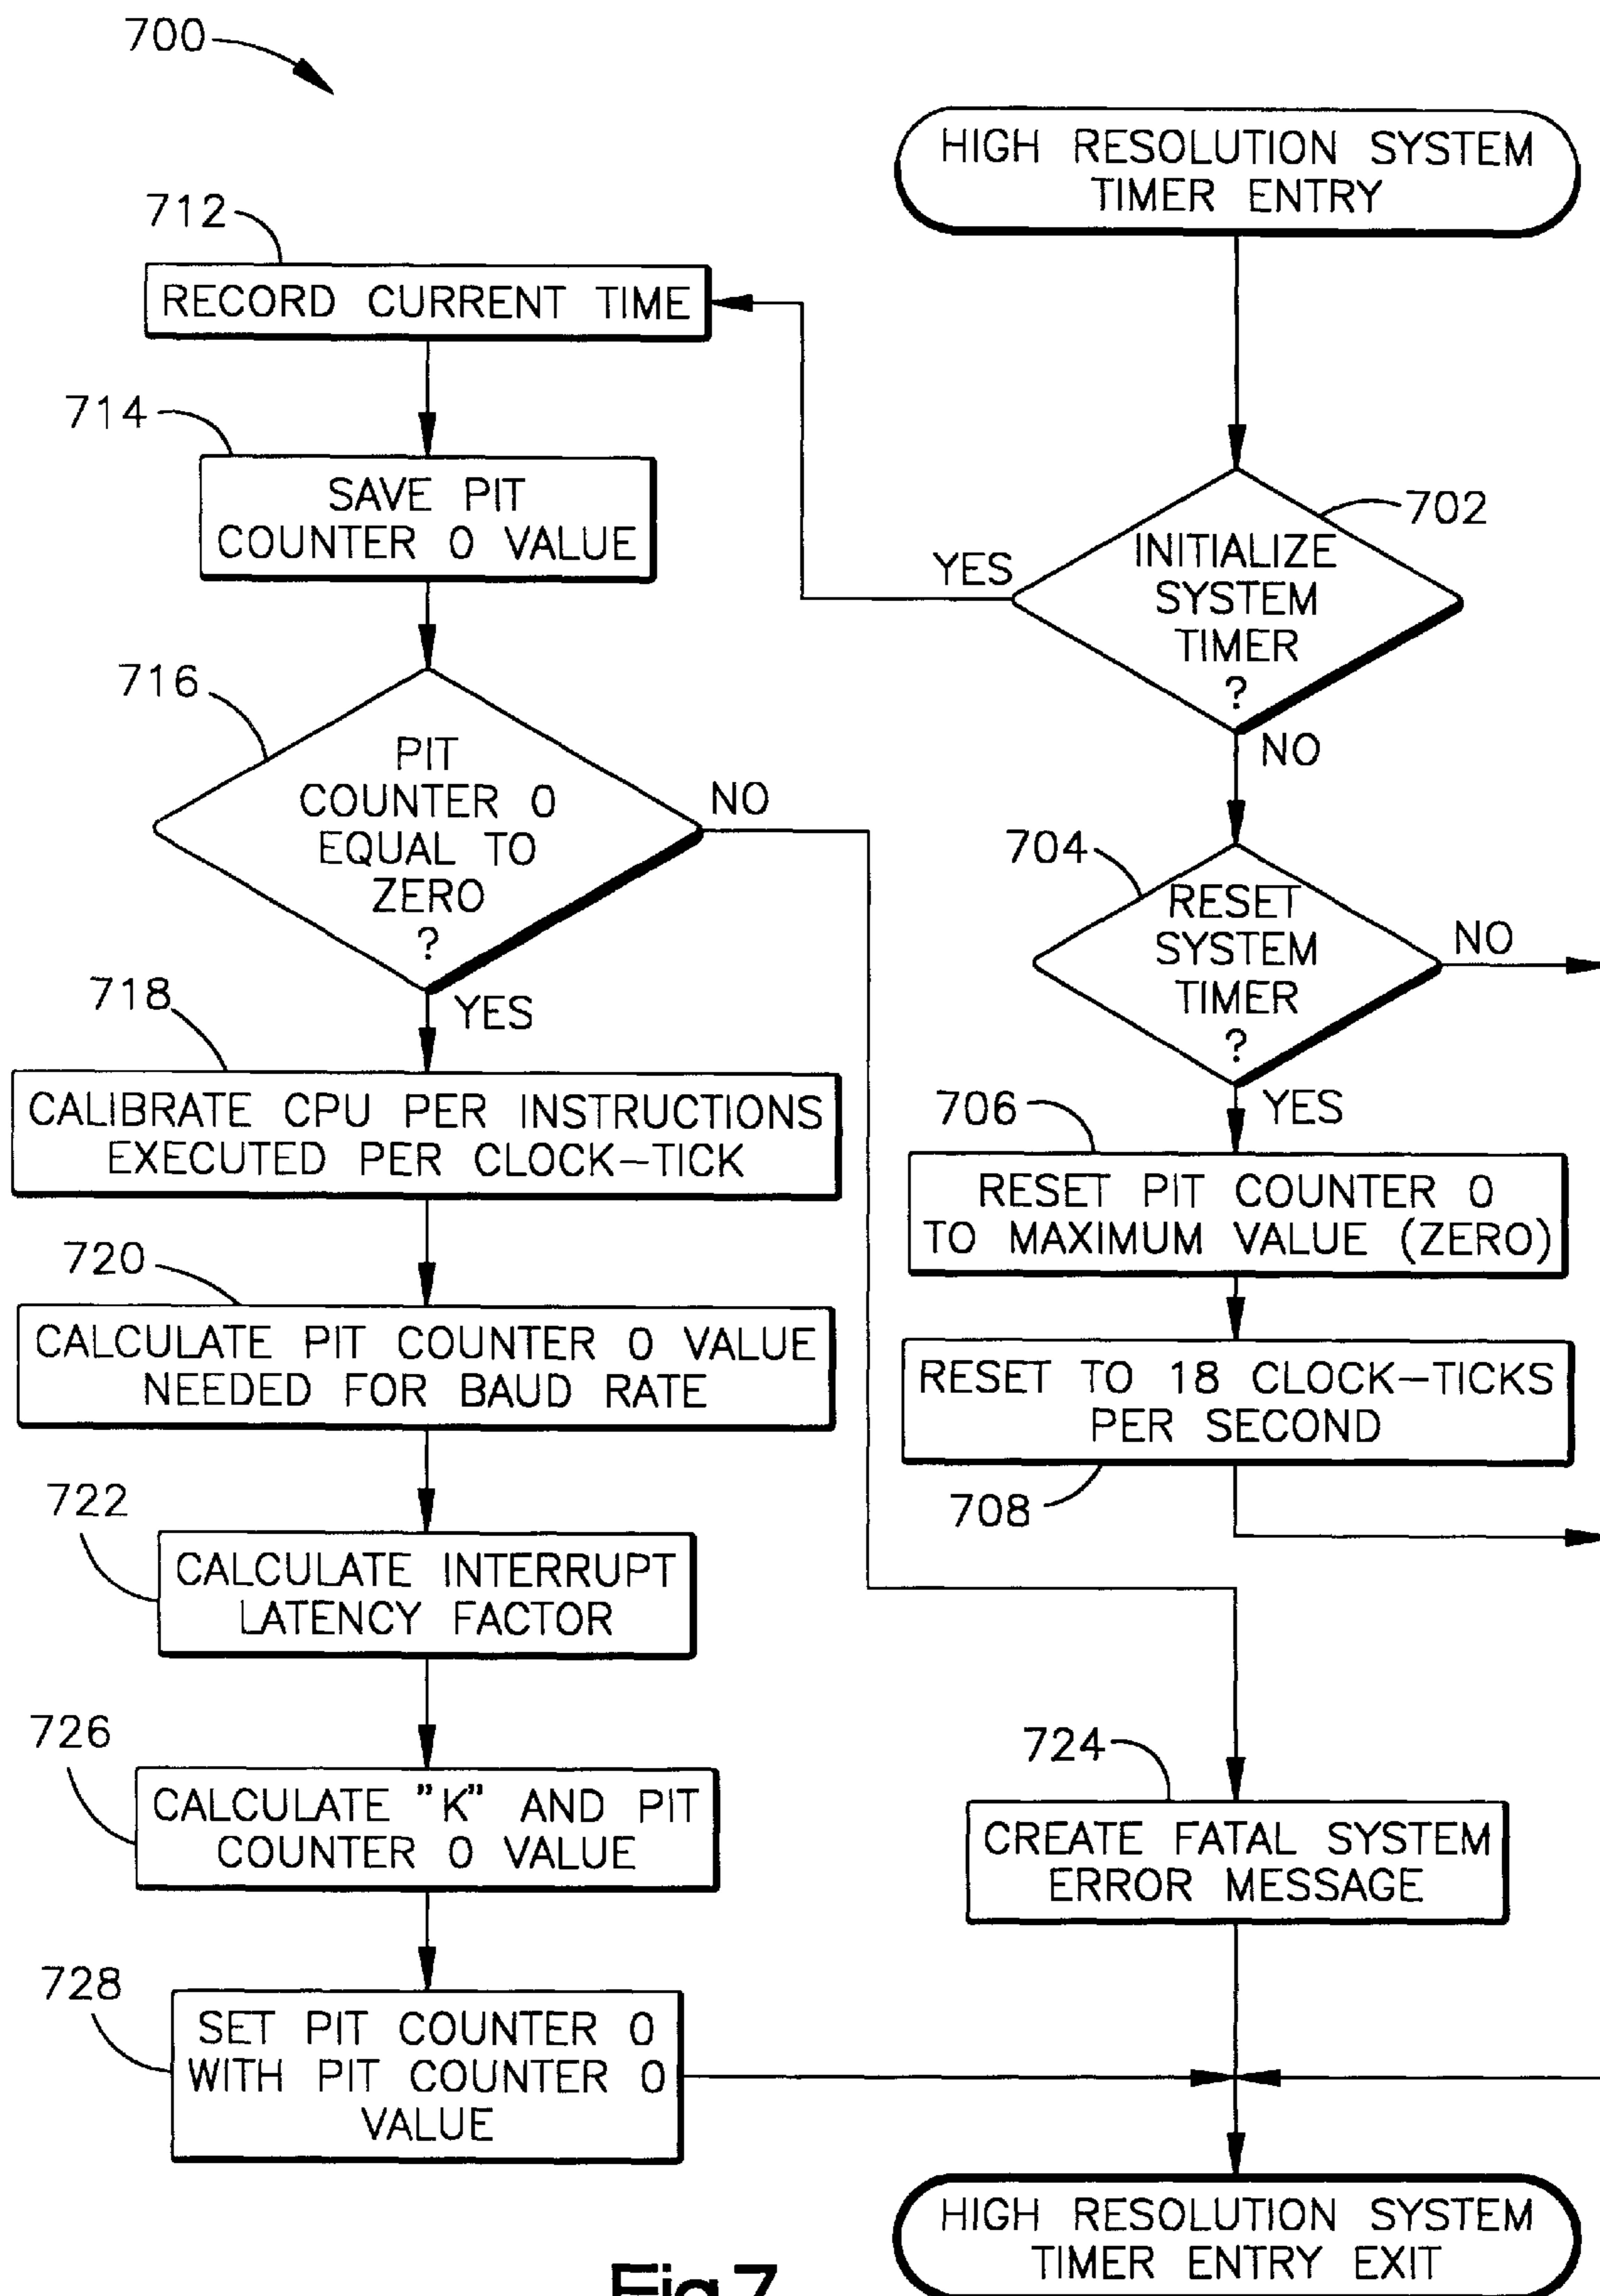 700
HIGH RESOLUTION SYSTEM
TIMER ENTRY
712
RECORD CURRENT TIME
714
SAVE PIT
COUNTER 0 VALUE
702
INITIALIZE
SYSTEM
TIMER
?
YES
NO
716
PIT
COUNTER 0
EQUAL TO
ZERO
?
NO
YES
704
RESET
SYSTEM
TIMER
?
NO
YES
718
CALIBRATE CPU PER INSTRUCTIONS
EXECUTED PER CLOCK-TICK
706
RESET PIT COUNTER 0
TO MAXIMUM VALUE (ZERO)
720
CALCULATE PIT COUNTER 0 VALUE
NEEDED FOR BAUD RATE
RESET TO 18 CLOCK-TICKS
PER SECOND
708
722
CALCULATE INTERRUPT
LATENCY FACTOR
726
CALCULATE "K" AND PIT
COUNTER 0 VALUE
724
CREATE FATAL SYSTEM
ERROR MESSAGE
728
SET PIT COUNTER 0
WITH PIT COUNTER 0
VALUE
HIGH RESOLUTION SYSTEM
TIMER ENTRY EXIT
Fig.7